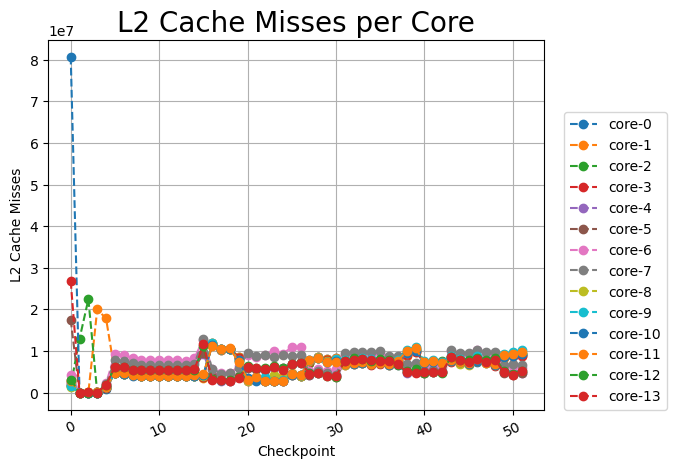 L2 Cache Misses per Core
1e7
8
7
6
5
4
3
2
1
0
L2 Cache Misses
0
10
20
30
40
50
Checkpoint
core-0
core-1
core-2
core-3
core-4
core-5
core-6
core-7
core-8
core-9
core-10
core-11
core-12
core-13